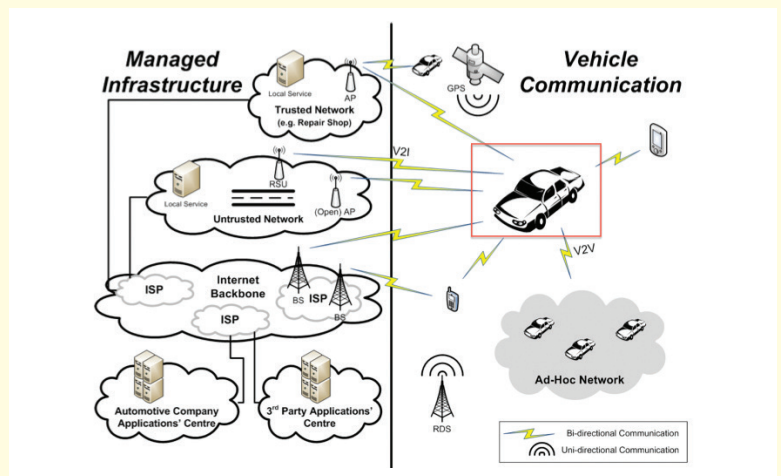 Managed
Infrastructure
Local Service
AP
Trusted Network
(e.g. Repair Shop)
RSU
Local Service
(Open) AP
Untrusted Network
Internet
Backbone
ISP
BS
ISP
BS
ISP
Automotive Company
Applications' Centre
3rd Party Applications'
Centre
Vehicle
Communication
GPS
V2I
V2V
Ad-Hoc Network
RDS
Bi-directional Communication
Uni-directional Communication